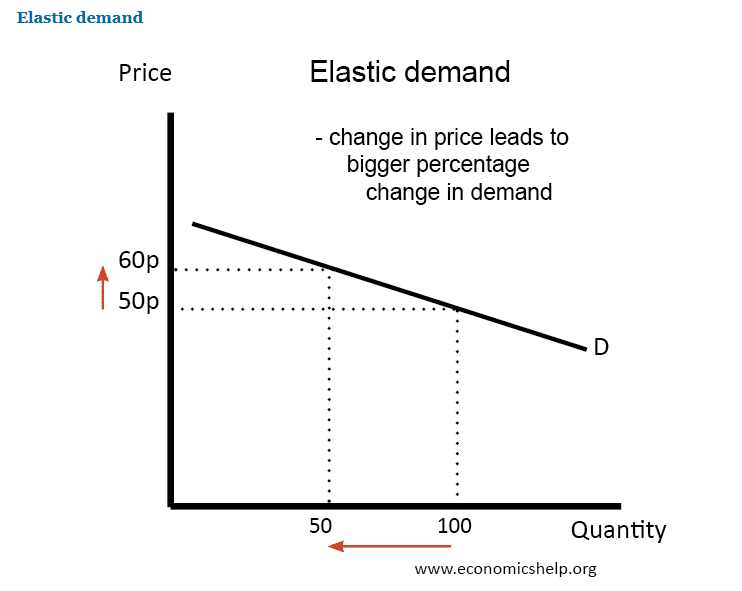 Elastic demand
Price
Elastic demand
- change in price leads to
bigger percentage
change in demand
60p
50p
D
50
100
Quantity
www.economicshelp.org